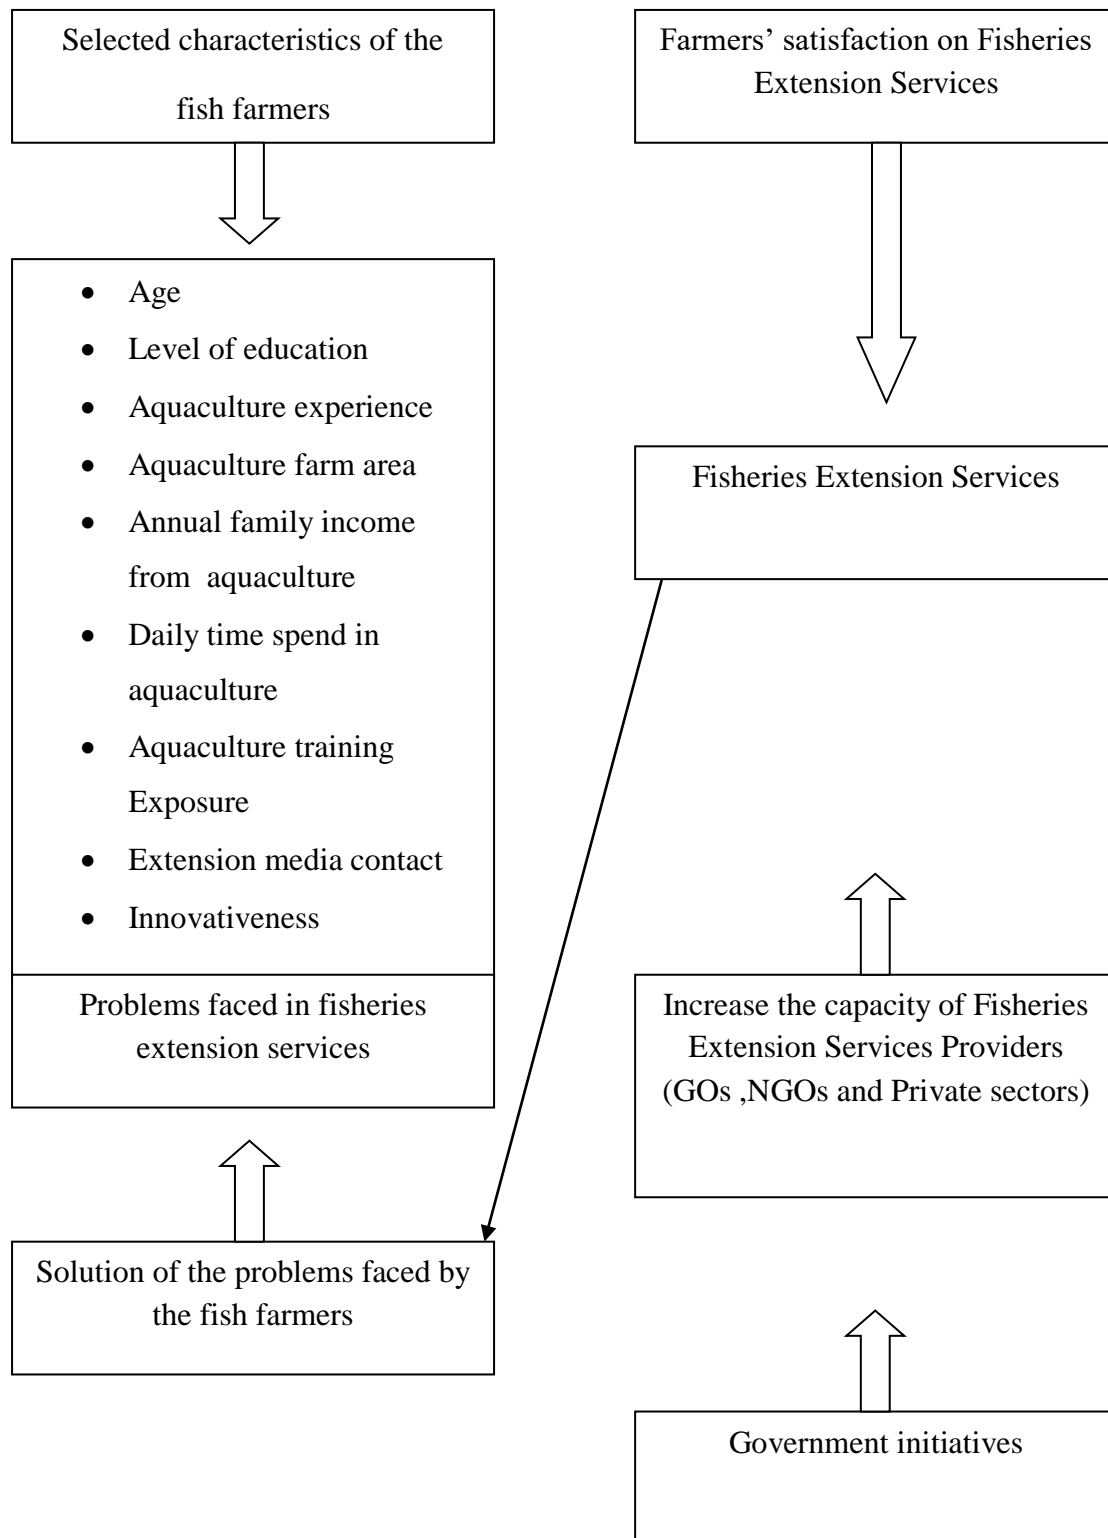 Selected characteristics of the
fish farmers
Farmers’ satisfaction on Fisheries
Extension Services
• Age
• Level of education
• Aquaculture experience
• Aquaculture farm area
• Annual family income
from  aquaculture
• Daily time spend in
aquaculture
• Aquaculture training
Exposure
• Extension media contact
• Innovativeness
Fisheries Extension Services
Problems faced in fisheries
extension services
Increase the capacity of Fisheries
Extension Services Providers
(GOs ,NGOs and Private sectors)
Solution of the problems faced by
the fish farmers
Government initiatives